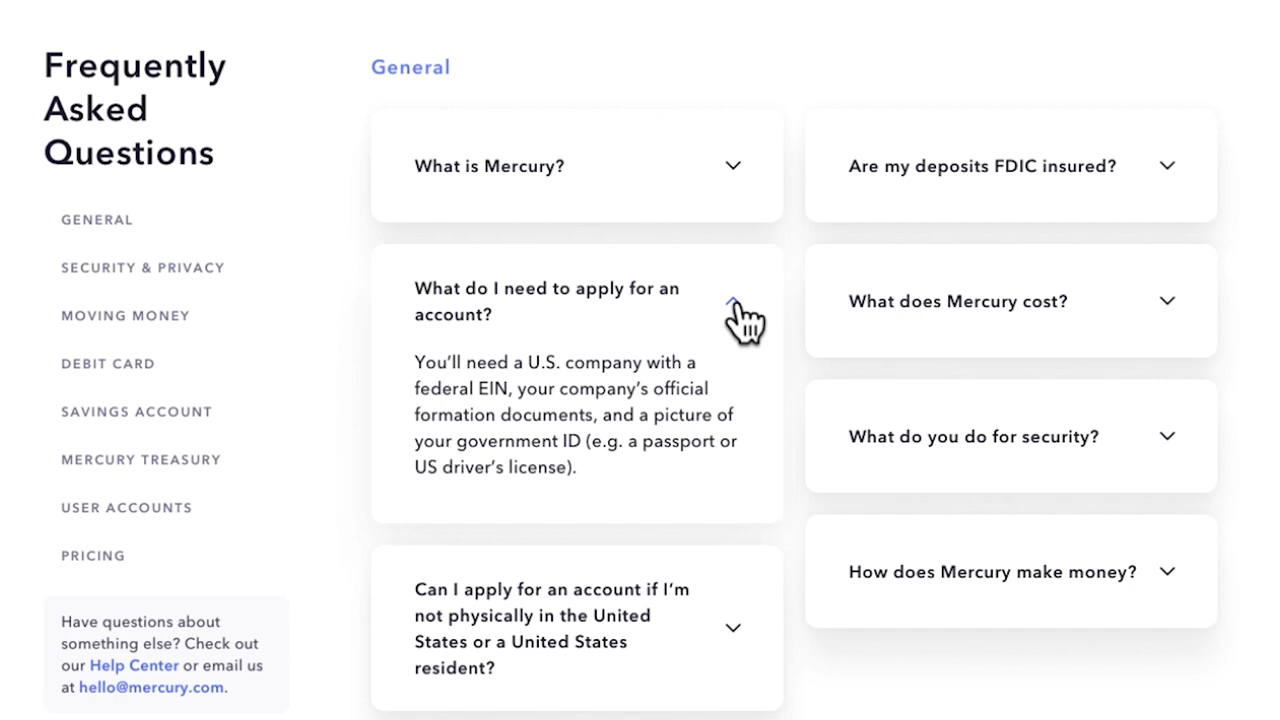 Frequently
Asked
Questions
GENERAL
SECURITY & PRIVACY
MOVING MONEY
DEBIT CARD
SAVINGS ACCOUNT
MERCURY TREASURY
USER ACCOUNTS
PRICING
Have questions about
something else? Check out
our Help Center or email us
at hello@mercury.com.
General
What is Mercury?
What do I need to apply for an
account?
You’ll need a U.S. company with a
federal EIN, your company’s official
formation documents, and a picture of
your government ID (e.g. a passport or
US driver’s license).
Can I apply for an account if I’m
not physically in the United
States or a United States
resident?
Are my deposits FDIC insured?
What does Mercury cost?
What do you do for security?
How does Mercury make money?